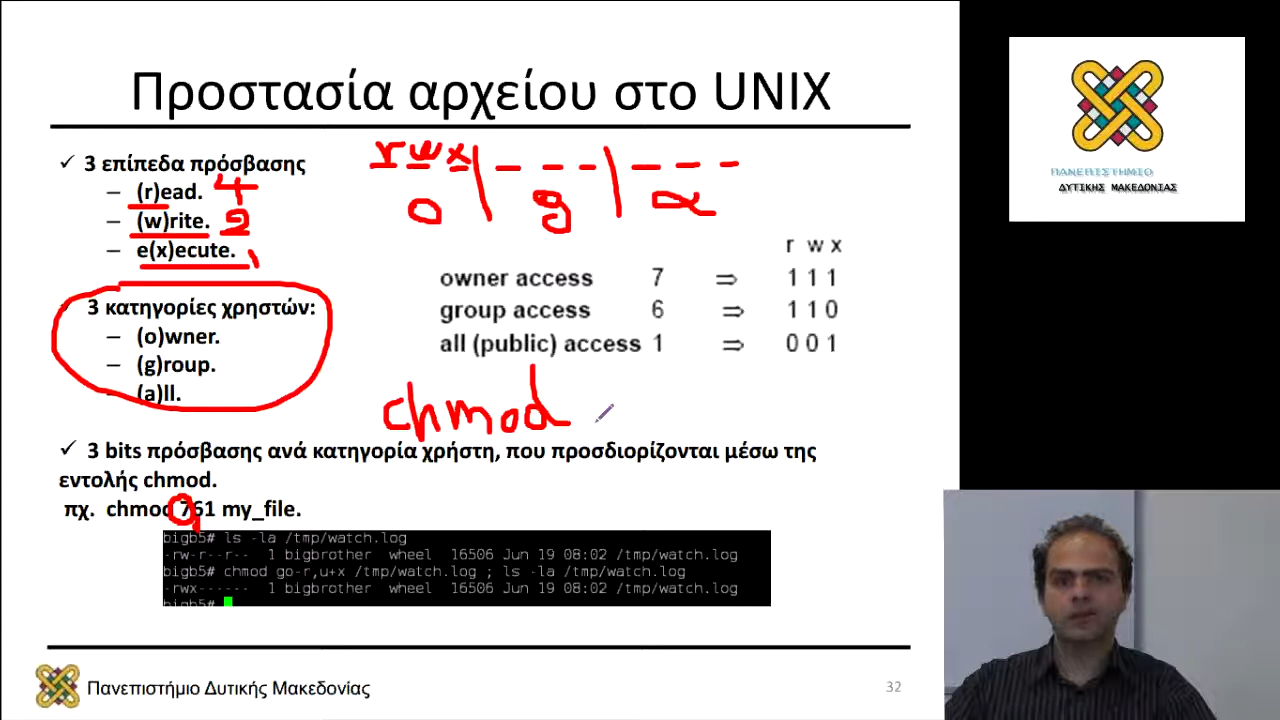 Προστασία αρχείου στο UNIX
✓ 3 επίπεδα πρόσβασης
– (r)ead. 4
– (w)rite. 2
– e(x)ecute. 1
r w x
o g a
r w x
owner access 7 ⇒ 1 1 1
group access 6 ⇒ 1 1 0
all (public) access 1 ⇒ 0 0 1
3 κατηγορίες χρηστών:
– (o)wner.
– (g)roup.
– (a)ll.
chmod
✓ 3 bits πρόσβασης ανά κατηγορία χρήστη, που προσδιορίζονται μέσω της
εντολής chmod.
πχ. chmod 761 my_file.
bigb5# ls -la /tmp/watch.log
-rw-r--r-- 1 bigbrother wheel 16506 Jun 19 08:02 /tmp/watch.log
bigb5# chmod go-r,u+x /tmp/watch.log ; ls -la /tmp/watch.log
-rwx------ 1 bigbrother wheel 16506 Jun 19 08:02 /tmp/watch.log
bigb5#
Πανεπιστήμιο Δυτικής Μακεδονίας
32
ΠΑΝΕΠΙΣΤΗΜΙΟ
ΔΥΤΙΚΗΣ ΜΑΚΕΔΟΝΙΑΣ